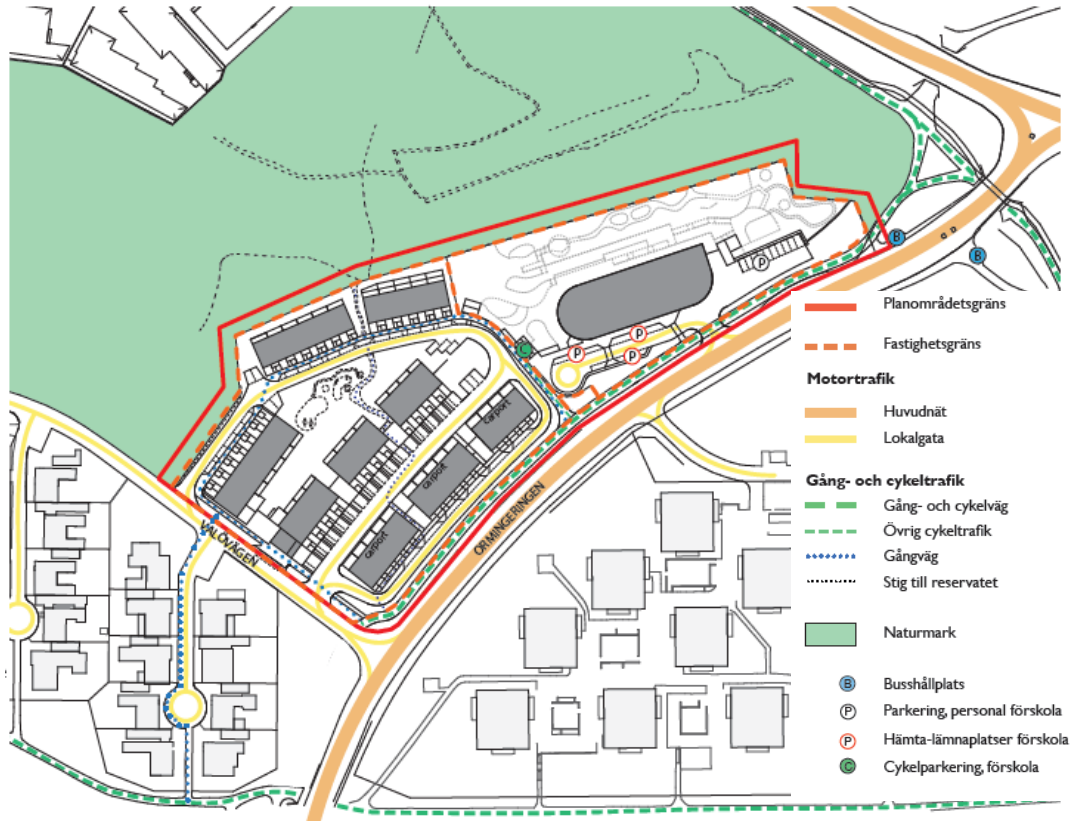 B
B
P
P
P
P
C
carport
carport
carport
VALÖVÄGEN
ORMINGERINGEN
Planområdetsgräns
Fastighetsgräns
Motortrafik
Huvudnät
Lokalgata
Gång- och cykeltrafik
Gång- och cykelväg
Övrig cykeltrafik
Gångväg
Stig till reservatet
Naturmark
B Busshållplats
P Parkering, personal förskola
P Hämta-lämnaplatser förskola
C Cykelparkering, förskola